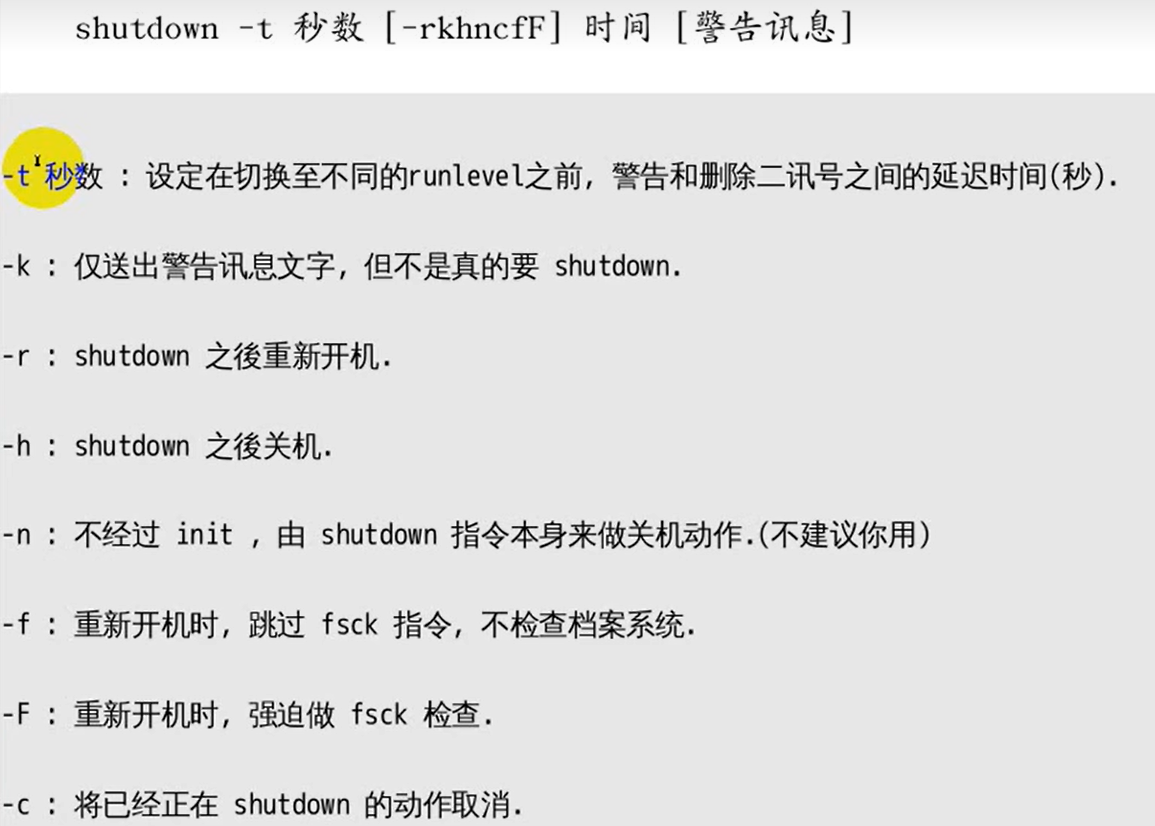 shutdown -t 秒数 [-rkhncfF] 时间 [警告讯息]
-t 秒数 : 设定在切换至不同的runlevel之前, 警告和删除二讯号之间的延迟时间(秒).
-k : 仅送出警告讯息文字, 但不是真的要 shutdown.
-r : shutdown 之後重新开机.
-h : shutdown 之後关机.
-n : 不经过 init , 由 shutdown 指令本身来做关机动作.(不建议你用)
-f : 重新开机时, 跳过 fsck 指令, 不检查档案系统.
-F : 重新开机时, 强迫做 fsck 检查.
-c : 将已经正在 shutdown 的动作取消.